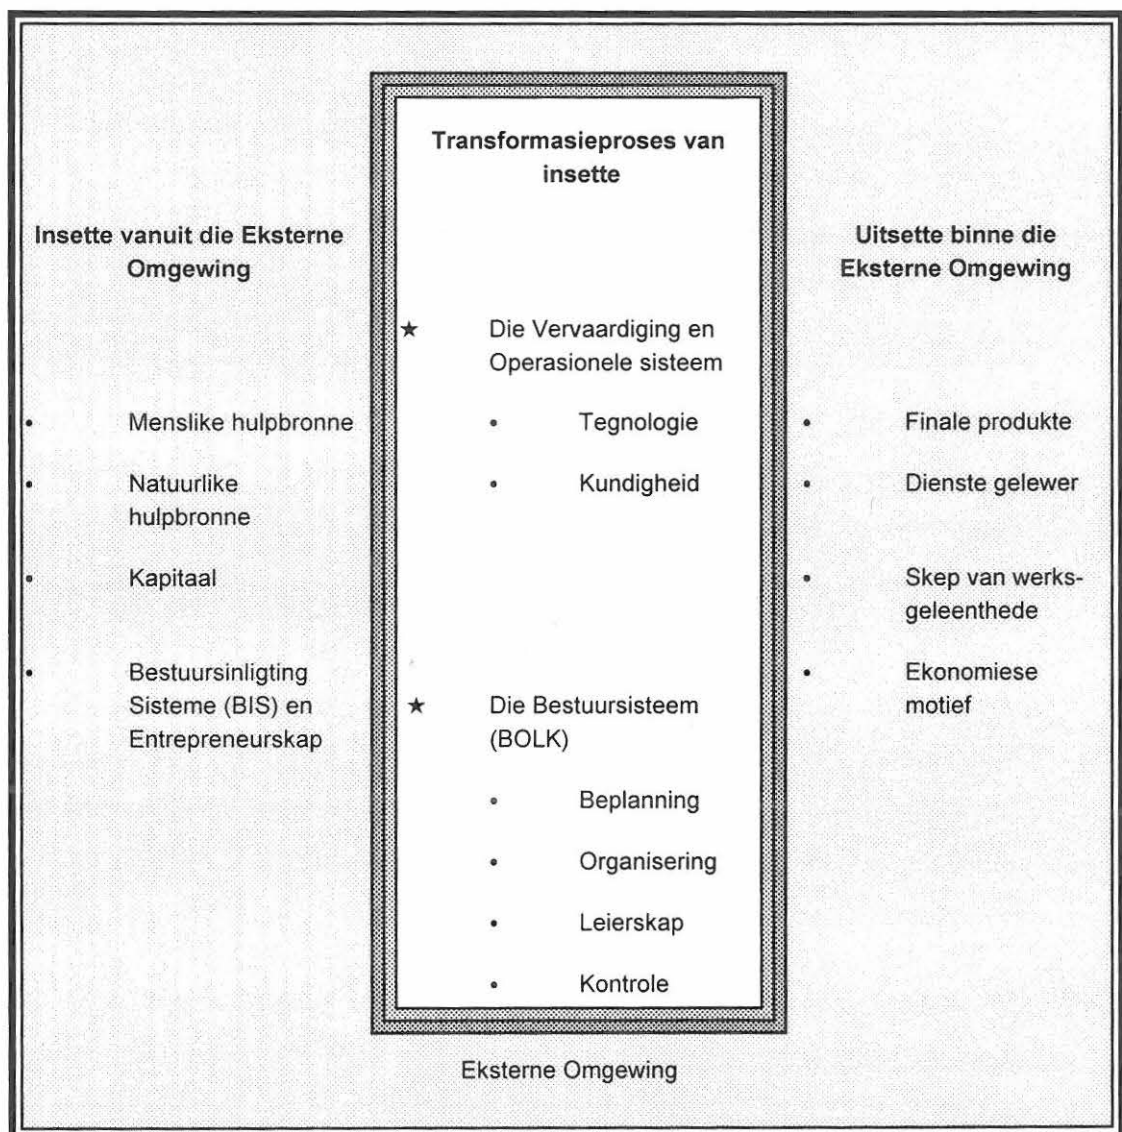 Insette vanuit die Eksterne
Omgewing
• Menslike hulpbronne
• Natuurlike
hulpbronne
• Kapitaal
• Bestuursinligting
Sisteme (BIS) en
Entrepreneurskap
Transformasieproses van
insette
★ Die Vervaardiging en
Operasionele sisteem
• Tegnologie
• Kundigheid
★ Die Bestuursisteem
(BOLK)
• Beplanning
• Organisering
• Leierskap
• Kontrole
Uitsette binne die
Eksterne Omgewing
• Finale produkte
• Dienste gelewer
• Skep van werks-
geleenthede
• Ekonomiese
motief
Eksterne Omgewing